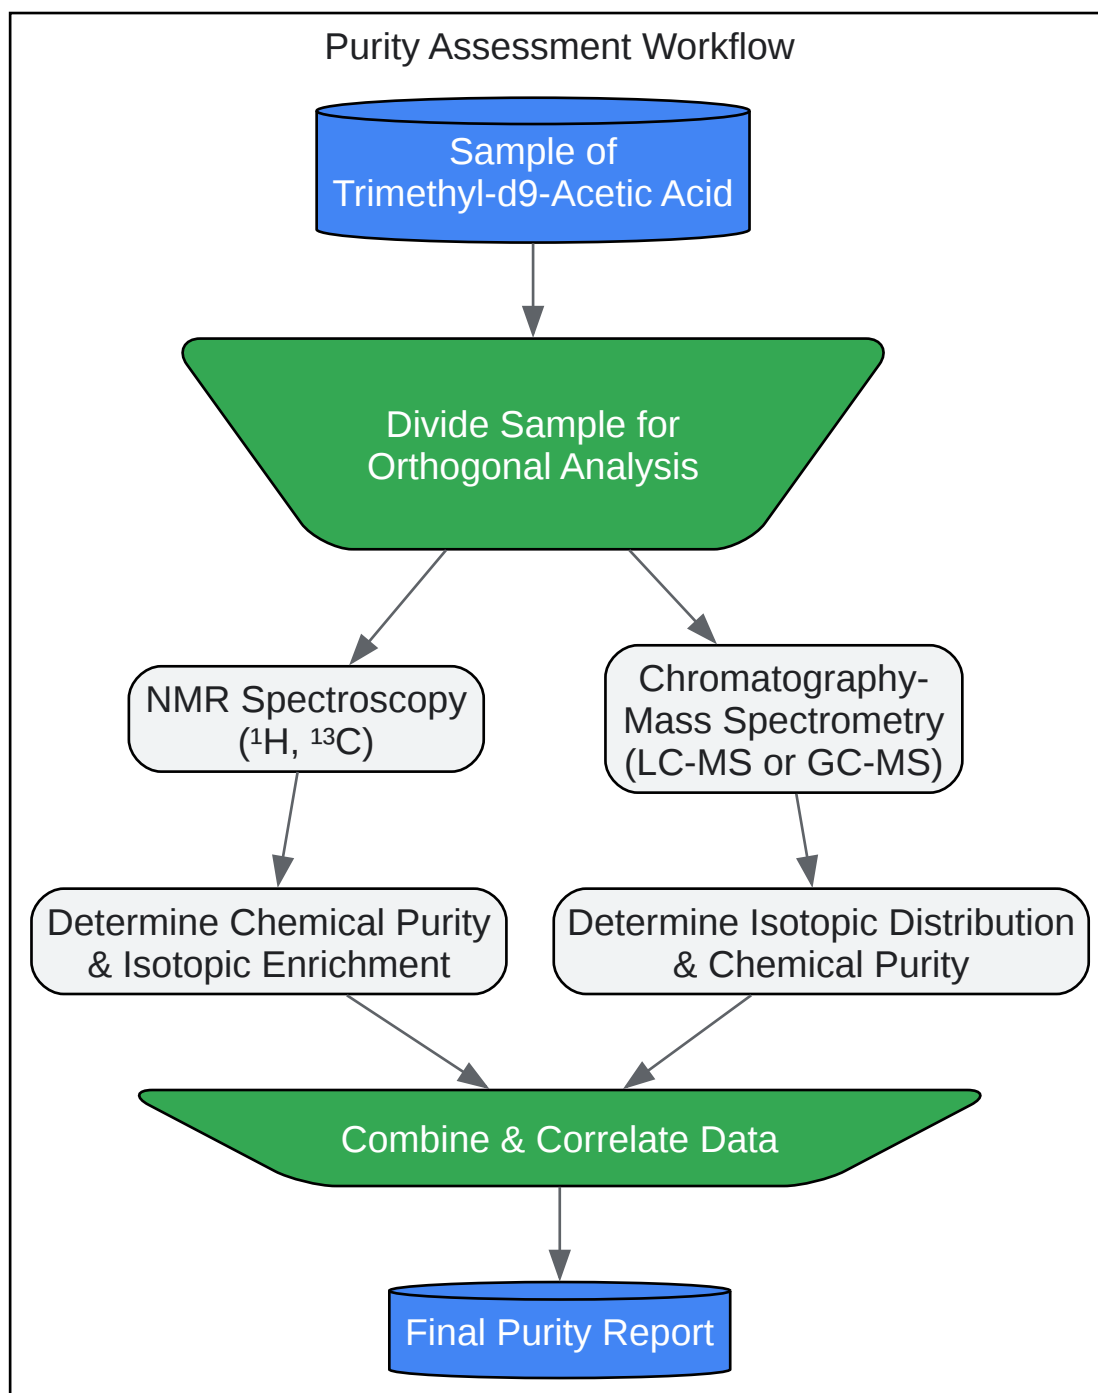 Purity Assessment Workflow
Sample of
Trimethyl-d9-Acetic Acid
Divide Sample for
Orthogonal Analysis
NMR Spectroscopy
(¹H, ¹³C)
Chromatography-
Mass Spectrometry
(LC-MS or GC-MS)
Determine Chemical Purity
& Isotopic Enrichment
Determine Isotopic Distribution
& Chemical Purity
Combine & Correlate Data
Final Purity Report